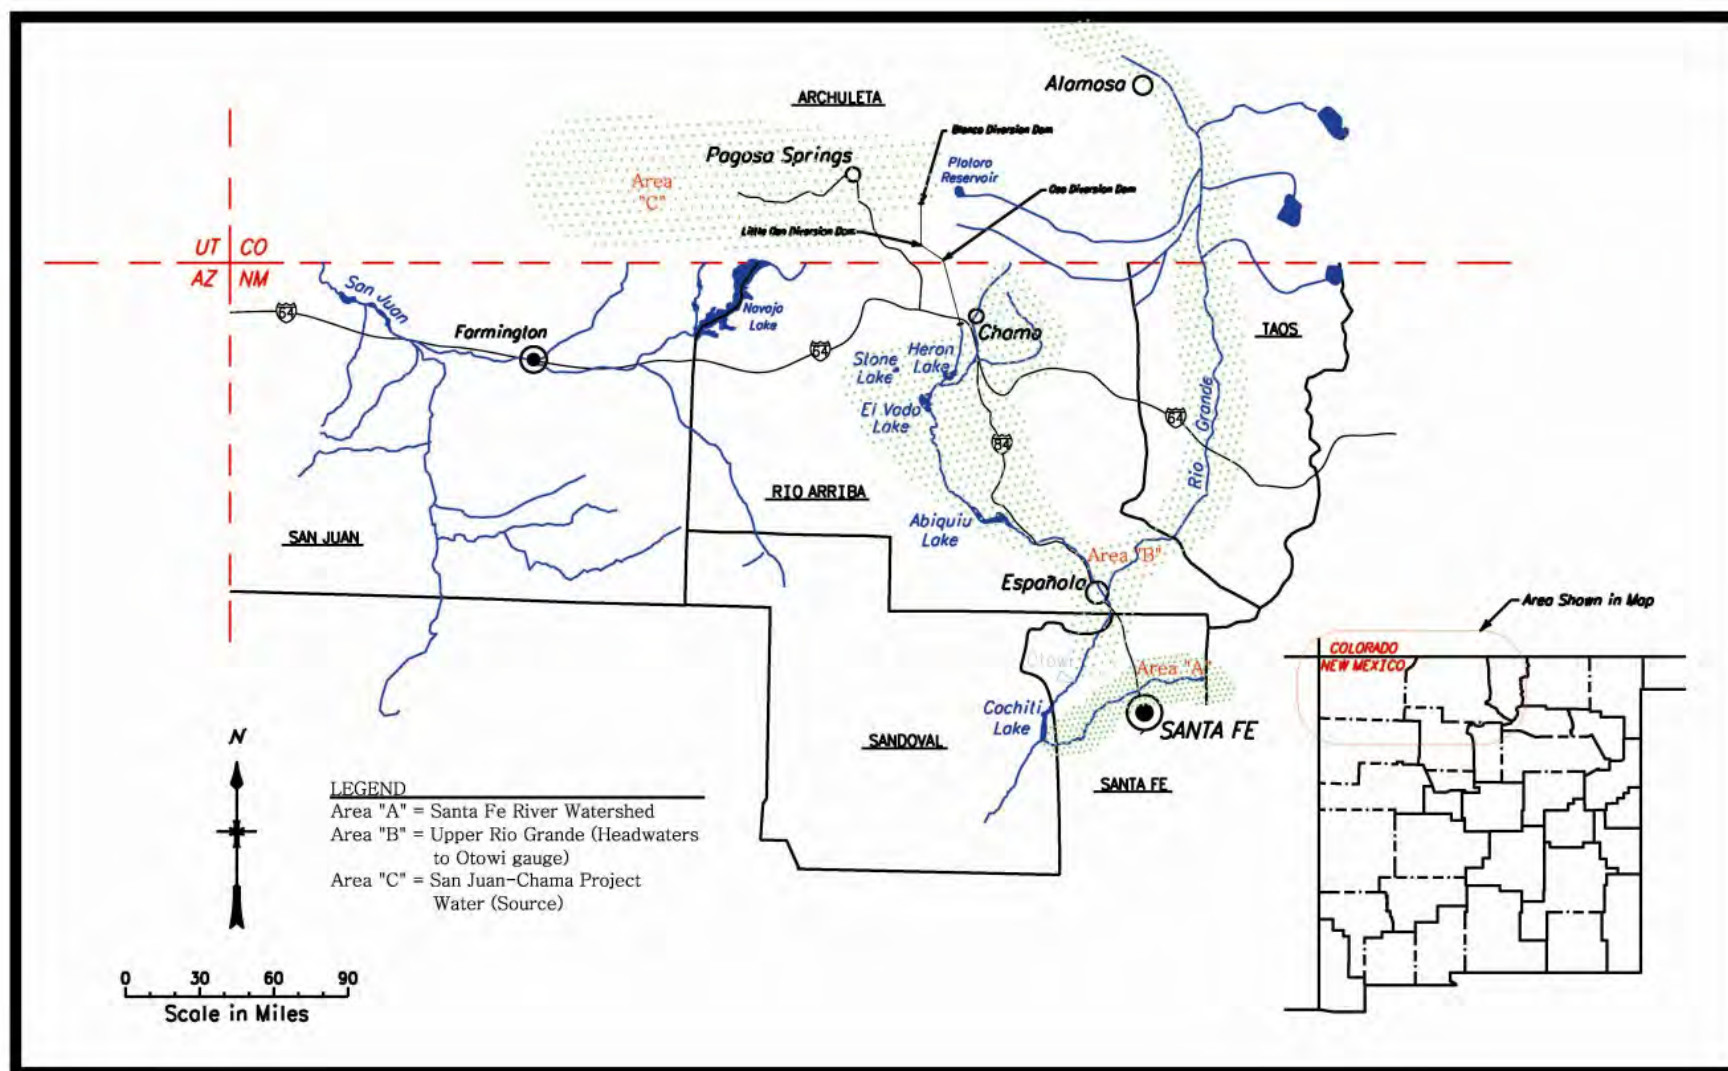 Alamosa
ARCHULETA
Blanco Diversion Dam
Pagosa Springs
Platoro
Reservoir
Area
"C"
Oso Diversion Dam
Little Oso Diversion Dam
UT CO
AZ NM
San Juan
64
Farmington
Navajo
Lake
64
Chama
TAOS
Stone
Lake
Heron
Lake
El Vado
Lake
Rio Grande
64
84
RIO ARRIBA
SAN JUAN
Abiquiu
Lake
Area "B"
Española
Area Shown in Map
COLORADO
NEW MEXICO
Otowi
Area "A"
Cochiti
Lake
SANTA FE
SANDOVAL
SANTA FE
N
LEGEND
Area "A" = Santa Fe River Watershed
Area "B" = Upper Rio Grande (Headwaters
to Otowi gauge)
Area "C" = San Juan-Chama Project
Water (Source)
0 30 60 90
Scale in Miles